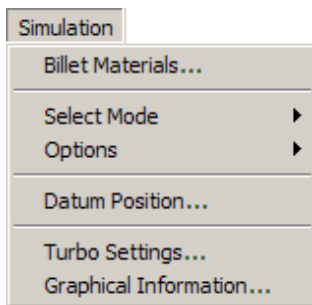 Simulation
Billet Materials...
Select Mode
Options
Datum Position...
Turbo Settings...
Graphical Information...